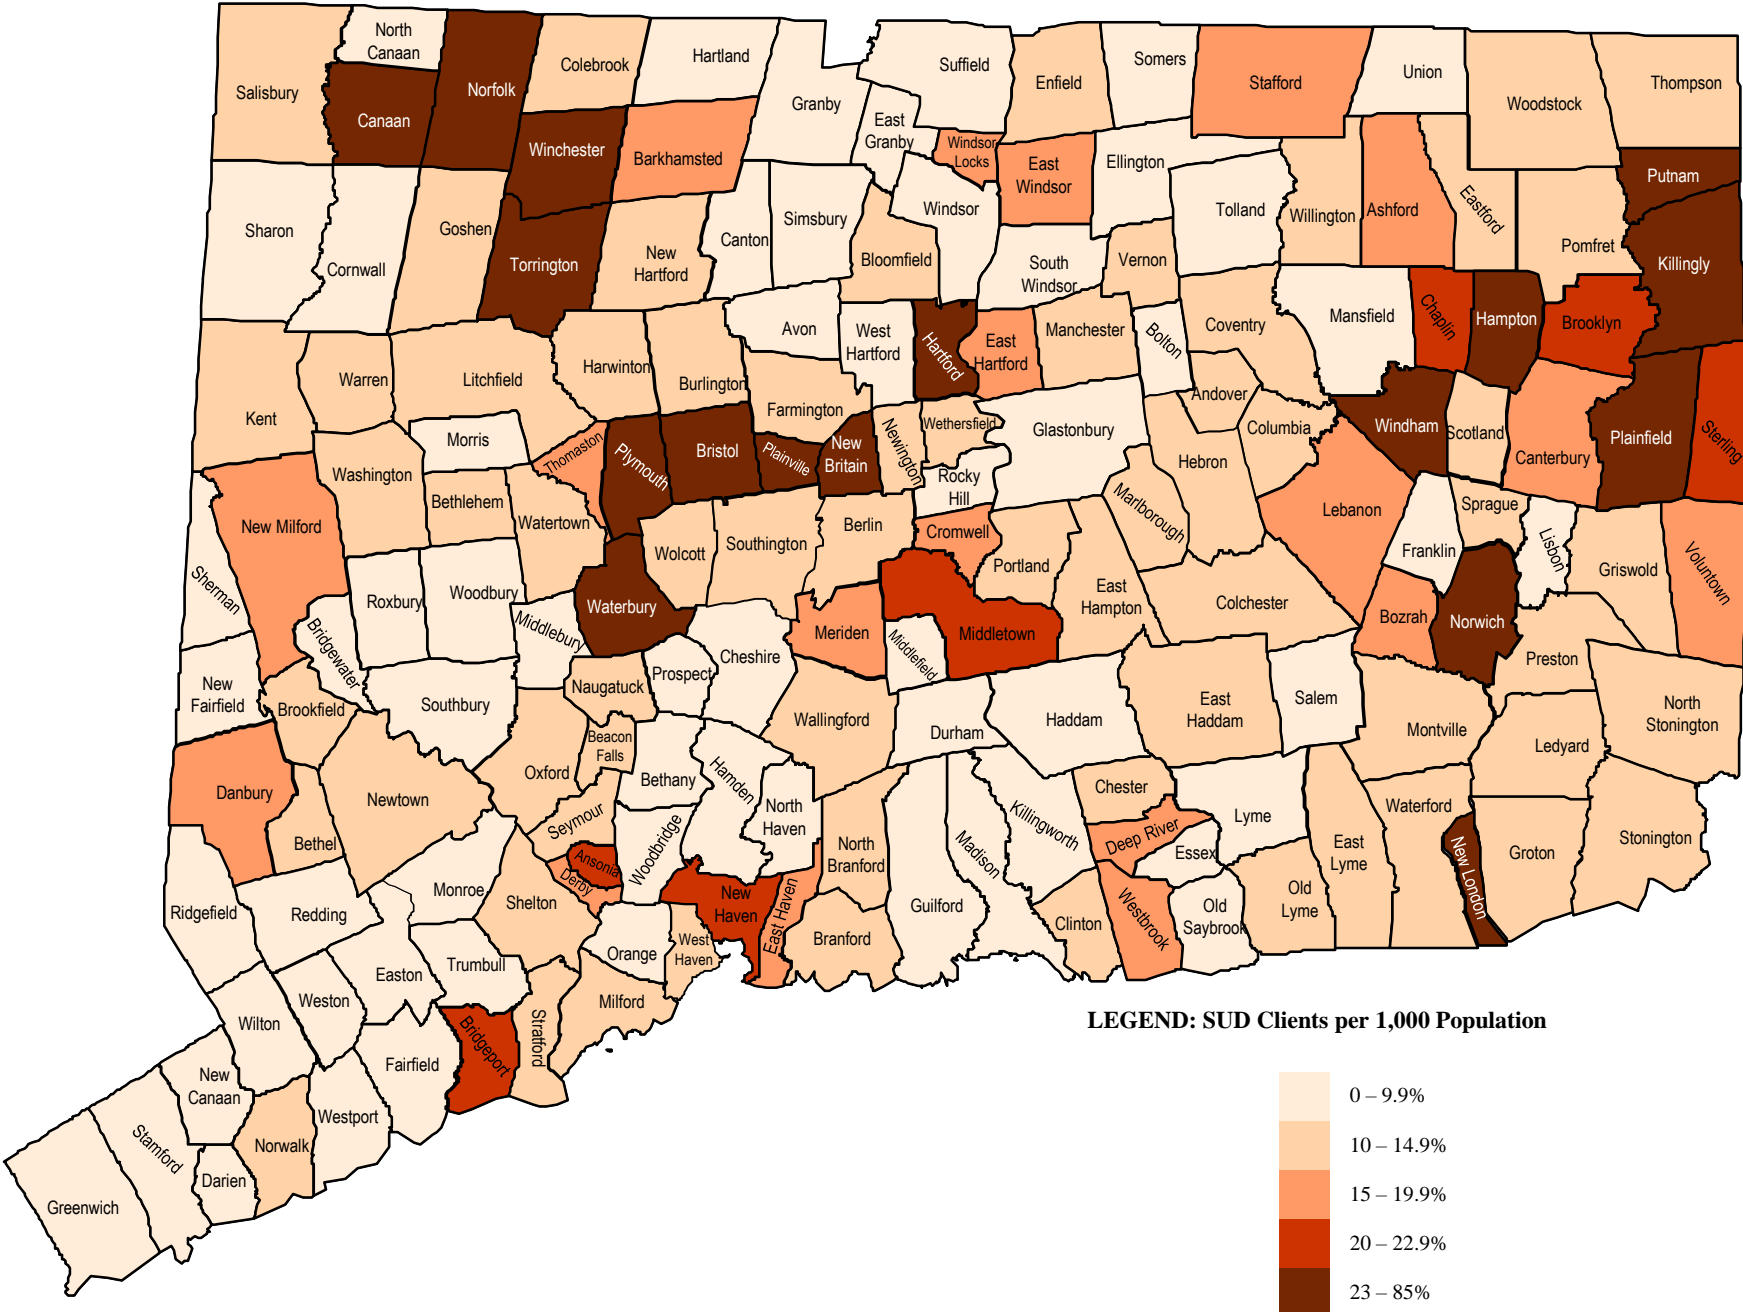 North
Canaan
Hartland
Colebrook
Suffield
Somers
Union
Norfolk
Enfield
Stafford
Thompson
Salisbury
Granby
Woodstock
Canaan
East
Granby
Winchester
Barkhamsted
Windsor
Locks
East
Windsor
Ellington
Putnam
Sharon
Goshen
Simsbury
Windsor
Tolland
Willington
Ashford
Eastford
Canton
Pomfret
Cornwall
Torrington
New
Hartford
Bloomfield
South
Windsor
Vernon
Killingly
Avon
West
Hartford
Hartford
East
Hartford
Manchester
Bolton
Coventry
Mansfield
Chaplin
Hampton
Brooklyn
Warren
Litchfield
Harwinton
Burlington
Kent
Farmington
Andover
Morris
Wethersfield
Glastonbury
Columbia
Windham
Scotland
Plainfield
Sterling
Thomaston
Plymouth
Bristol
Plainville
New
Britain
Newington
Washington
Rocky
Hill
Hebron
Canterbury
Bethlehem
Watertown
New Milford
Wolcott
Southington
Berlin
Cromwell
Marlborough
Lebanon
Sprague
Franklin
Lisbon
Griswold
Voluntown
Sherman
Roxbury
Woodbury
Waterbury
Portland
East
Hampton
Colchester
Bridgewater
Middlebury
Meriden
Middlefield
Middletown
Bozrah
Norwich
Cheshire
Preston
New
Fairfield
Brookfield
Southbury
Naugatuck
Prospect
Wallingford
Durham
Haddam
East
Haddam
Salem
Montville
North
Stonington
Beacon
Falls
Ledyard
Danbury
Newtown
Oxford
Bethany
Hamden
North
Haven
Killingworth
Chester
Lyme
Waterford
Bethel
Seymour
Woodbridge
North
Branford
Madison
Deep River
Essex
East
Lyme
New London
Groton
Stonington
Ansonia
Derby
Ridgefield
Redding
Monroe
Shelton
New
Haven
East Haven
Guilford
Clinton
Westbrook
Old
Saybrook
Old
Lyme
Orange
West
Haven
Branford
Easton
Trumbull
Weston
Milford
Wilton
Bridgeport
Stratford
Fairfield
New
Canaan
Westport
Stamford
Norwalk
Darien
Greenwich
LEGEND: SUD Clients per 1,000 Population
0 – 9.9%
10 – 14.9%
15 – 19.9%
20 – 22.9%
23 – 85%